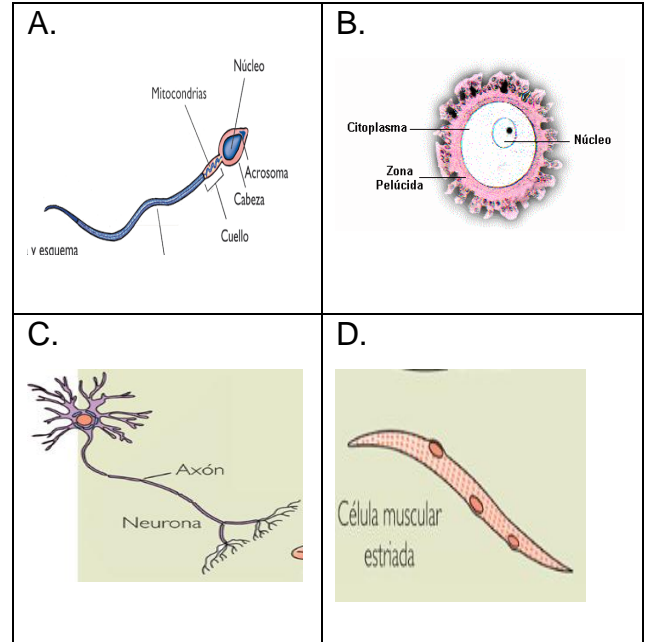 A.
Núcleo
Mitocondrias
Acrosoma
Cabeza
Cuello
y esquema
B.
Citoplasma
Núcleo
Zona
Pelúcida
C.
Axón
Neurona
D.
Célula muscular
estriada